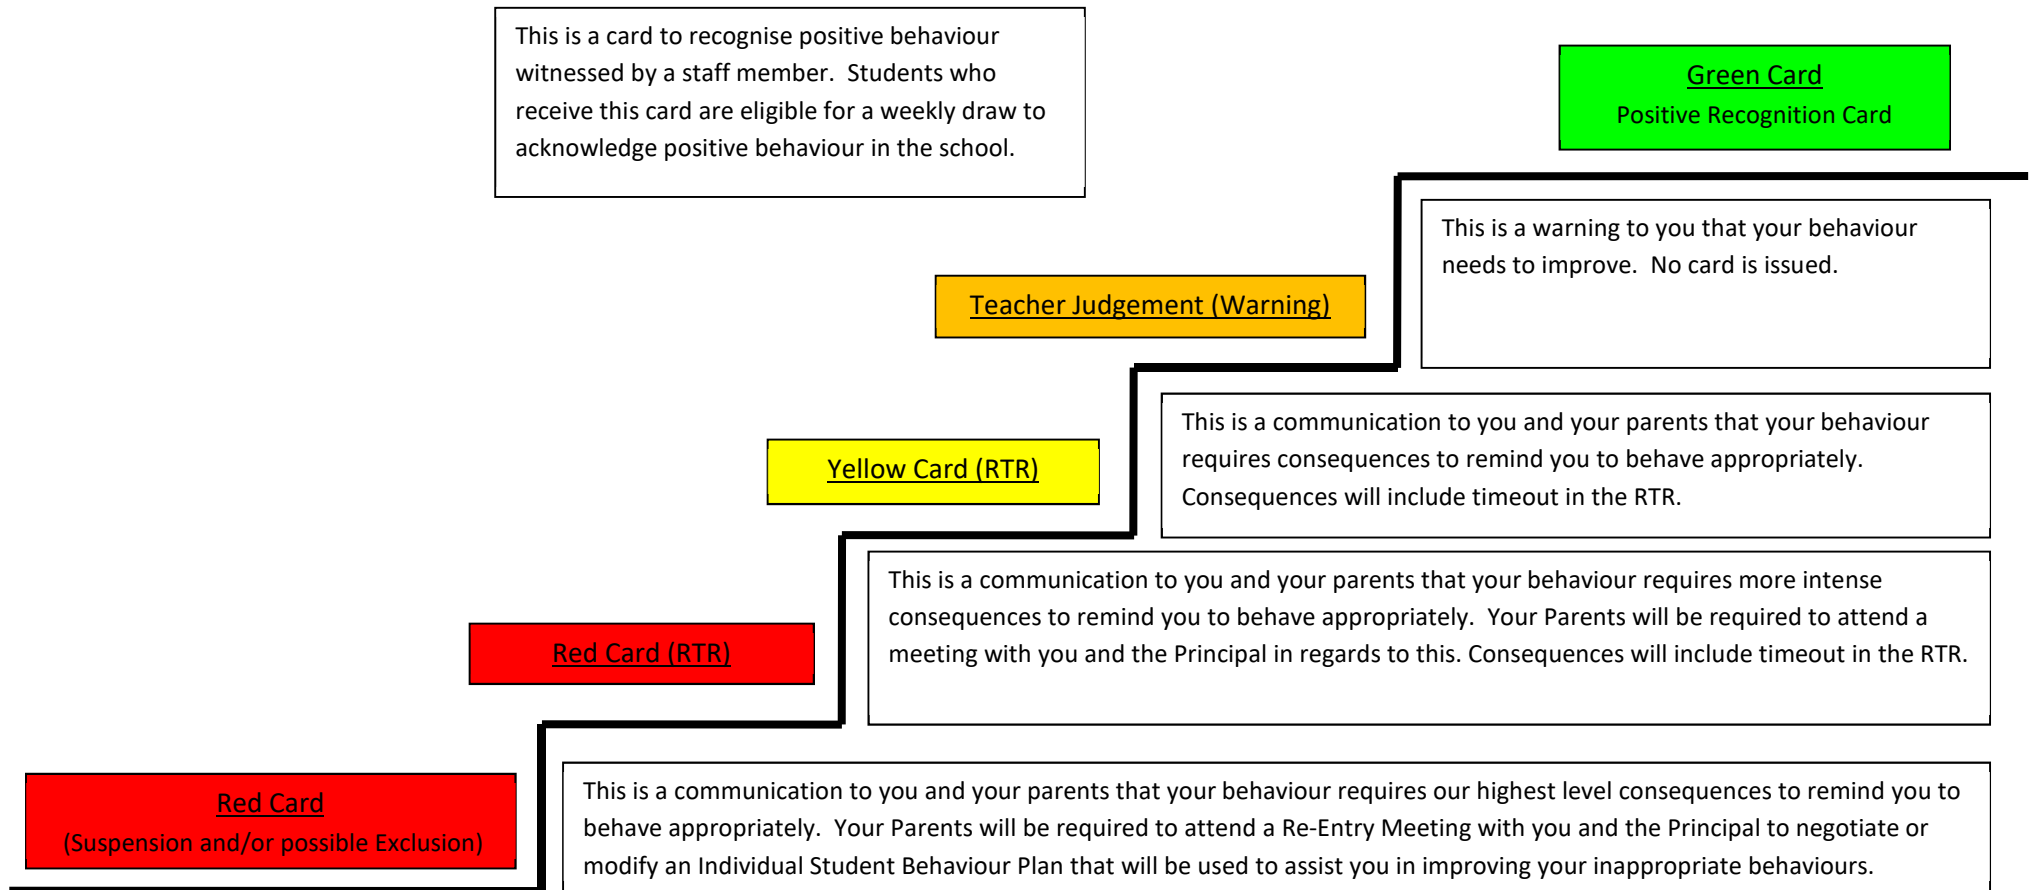 This is a card to recognise positive behaviour
witnessed by a staff member.  Students who
receive this card are eligible for a weekly draw to
acknowledge positive behaviour in the school.
Green Card
Positive Recognition Card
This is a warning to you that your behaviour
needs to improve.  No card is issued.
Teacher Judgement (Warning)
This is a communication to you and your parents that your behaviour
requires consequences to remind you to behave appropriately.
Consequences will include timeout in the RTR.
Yellow Card (RTR)
This is a communication to you and your parents that your behaviour requires more intense
consequences to remind you to behave appropriately.  Your Parents will be required to attend a
meeting with you and the Principal in regards to this. Consequences will include timeout in the RTR.
Red Card (RTR)
Red Card
(Suspension and/or possible Exclusion)
This is a communication to you and your parents that your behaviour requires our highest level consequences to remind you to
behave appropriately.  Your Parents will be required to attend a Re-Entry Meeting with you and the Principal to negotiate or
modify an Individual Student Behaviour Plan that will be used to assist you in improving your inappropriate behaviours.